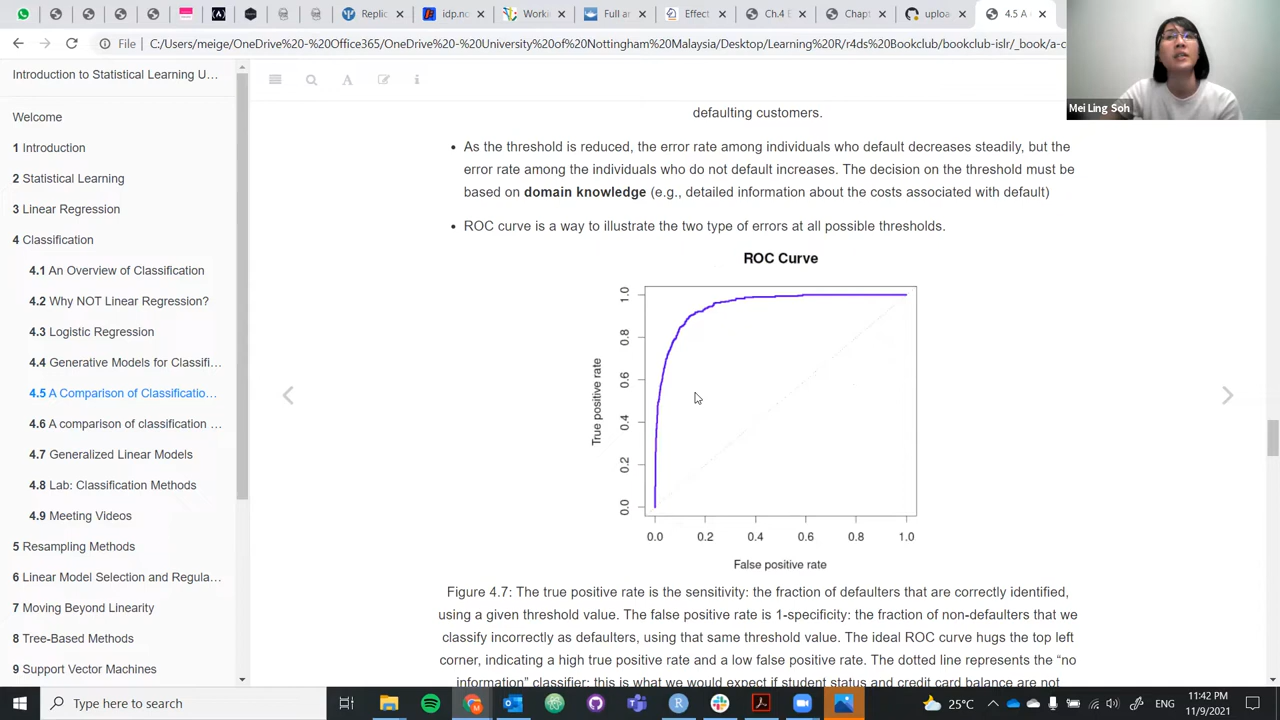 Replic
idp.nc
Workin
Full ar
Effect
Ch.4 D
Chapt
uploa
4.5 A
File
C:/Users/meige/OneDrive%20-%20Office365/OneDrive%20-%20University%20of%20Nottingham%20Malaysia/Desktop/Learning%20R/r4ds%20Bookclub/bookclub-islr/_book/a-c
Mei Ling Soh
Introduction to Statistical Learning U...
Welcome
1 Introduction
2 Statistical Learning
3 Linear Regression
4 Classification
4.1 An Overview of Classification
4.2 Why NOT Linear Regression?
4.3 Logistic Regression
4.4 Generative Models for Classifi...
4.5 A Comparison of Classificatio...
4.6 A comparison of classification ...
4.7 Generalized Linear Models
4.8 Lab: Classification Methods
4.9 Meeting Videos
5 Resampling Methods
6 Linear Model Selection and Regula...
7 Moving Beyond Linearity
8 Tree-Based Methods
9 Support Vector Machines
defaulting customers.
• As the threshold is reduced, the error rate among individuals who default decreases steadily, but the
error rate among the individuals who do not default increases. The decision on the threshold must be
based on domain knowledge (e.g., detailed information about the costs associated with default)
• ROC curve is a way to illustrate the two type of errors at all possible thresholds.
ROC Curve
1.0
0.8
0.6
0.4
0.2
0.0
True positive rate
0.0 0.2 0.4 0.6 0.8 1.0
False positive rate
Figure 4.7: The true positive rate is the sensitivity: the fraction of defaulters that are correctly identified,
using a given threshold value. The false positive rate is 1-specificity: the fraction of non-defaulters that we
classify incorrectly as defaulters, using that same threshold value. The ideal ROC curve hugs the top left
corner, indicating a high true positive rate and a low false positive rate. The dotted line represents the “no
information” classifier; this is what we would expect if student status and credit card balance are not
Type here to search
25°C
ENG
11:42 PM
11/9/2021